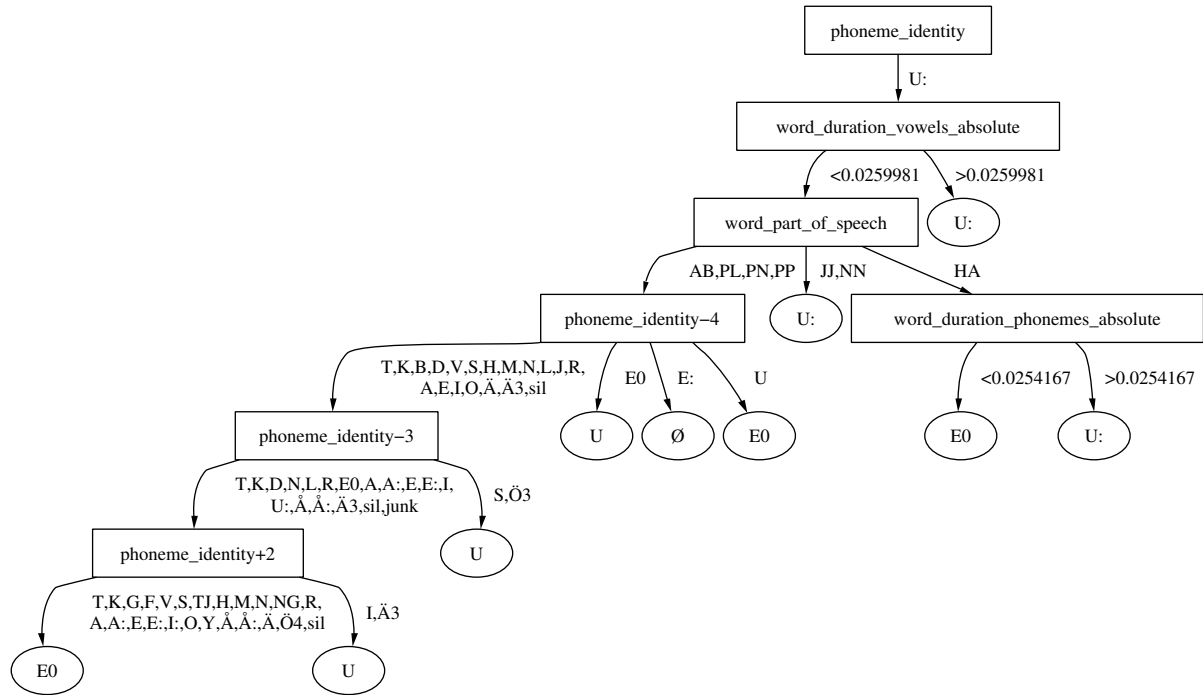 phoneme_identity
U:
word_duration_vowels_absolute
<0.0259981
>0.0259981
word_part_of_speech
U:
AB,PL,PN,PP
JJ,NN
HA
phoneme_identity−4
U:
word_duration_phonemes_absolute
T,K,B,D,V,S,H,M,N,L,J,R,
A,E,I,O,Ä,Ä3,sil
E0
E:
U
<0.0254167
>0.0254167
phoneme_identity−3
U
Ø
E0
E0
U:
T,K,D,N,L,R,E0,A,A:,E,E:,I,
U:,Å,Å:,Ä3,sil,junk
S,Ö3
phoneme_identity+2
U
T,K,G,F,V,S,TJ,H,M,N,NG,R,
A,A:,E,E:,I:,O,Y,Å,Å:,Ä,Ö4,sil
I,Ä3
E0
U